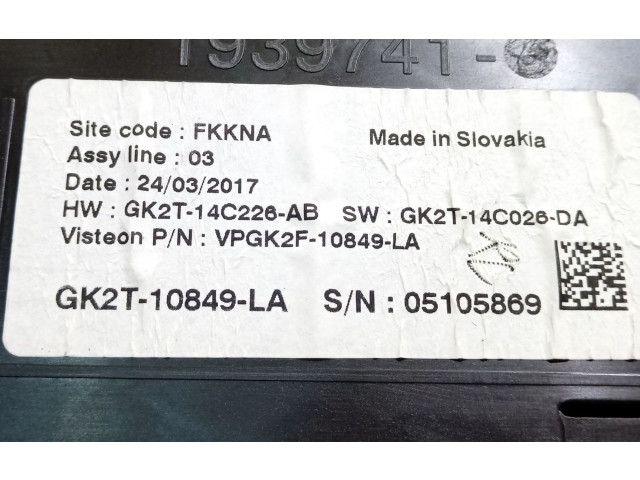 1939741-
Site code : FKKNA Made in Slovakia
Assy line : 03
Date : 24/03/2017
HW : GK2T-14C226-AB SW : GK2T-14C026-DA
Visteon P/N : VPGK2F-10849-LA
GK2T-10849-LA S/N : 05105869